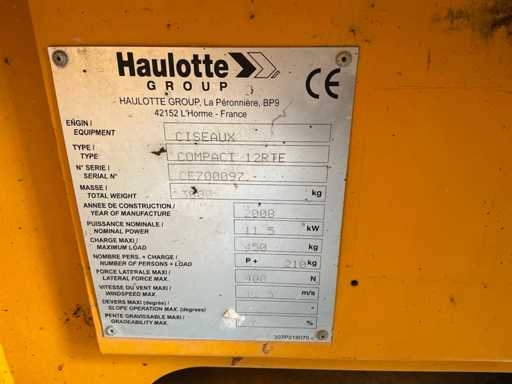 Haulotte
GROUP
CE
HAULOTTE GROUP, La Péronnière, BP9
42152 L'Horme - France
ENGIN /
EQUIPMENT CISEAUX
TYPE /
TYPE COMPACT 12RTE
N° SERIE /
SERIAL N° CE700097
MASSE /
TOTAL WEIGHT kg
ANNEE DE CONSTRUCTION /
YEAR OF MANUFACTURE 2008
PUISSANCE NOMINALE /
NOMINAL POWER 11.5 kW
CHARGE MAXI /
MAXIMUM LOAD 450 kg
NOMBRE PERS. + CHARGE /
NUMBER OF PERSONS + LOAD P + 210 kg
FORCE LATERALE MAXI /
LATERAL FORCE MAX. 400 N
VITESSE DU VENT MAXI /
WINDSPEED MAX. m/s
DEVERS MAXI (degrés) /
SLOPE OPERATION MAX. (degrees)
PENTE GRAVISSABLE MAXI /
GRADEABILITY MAX. %